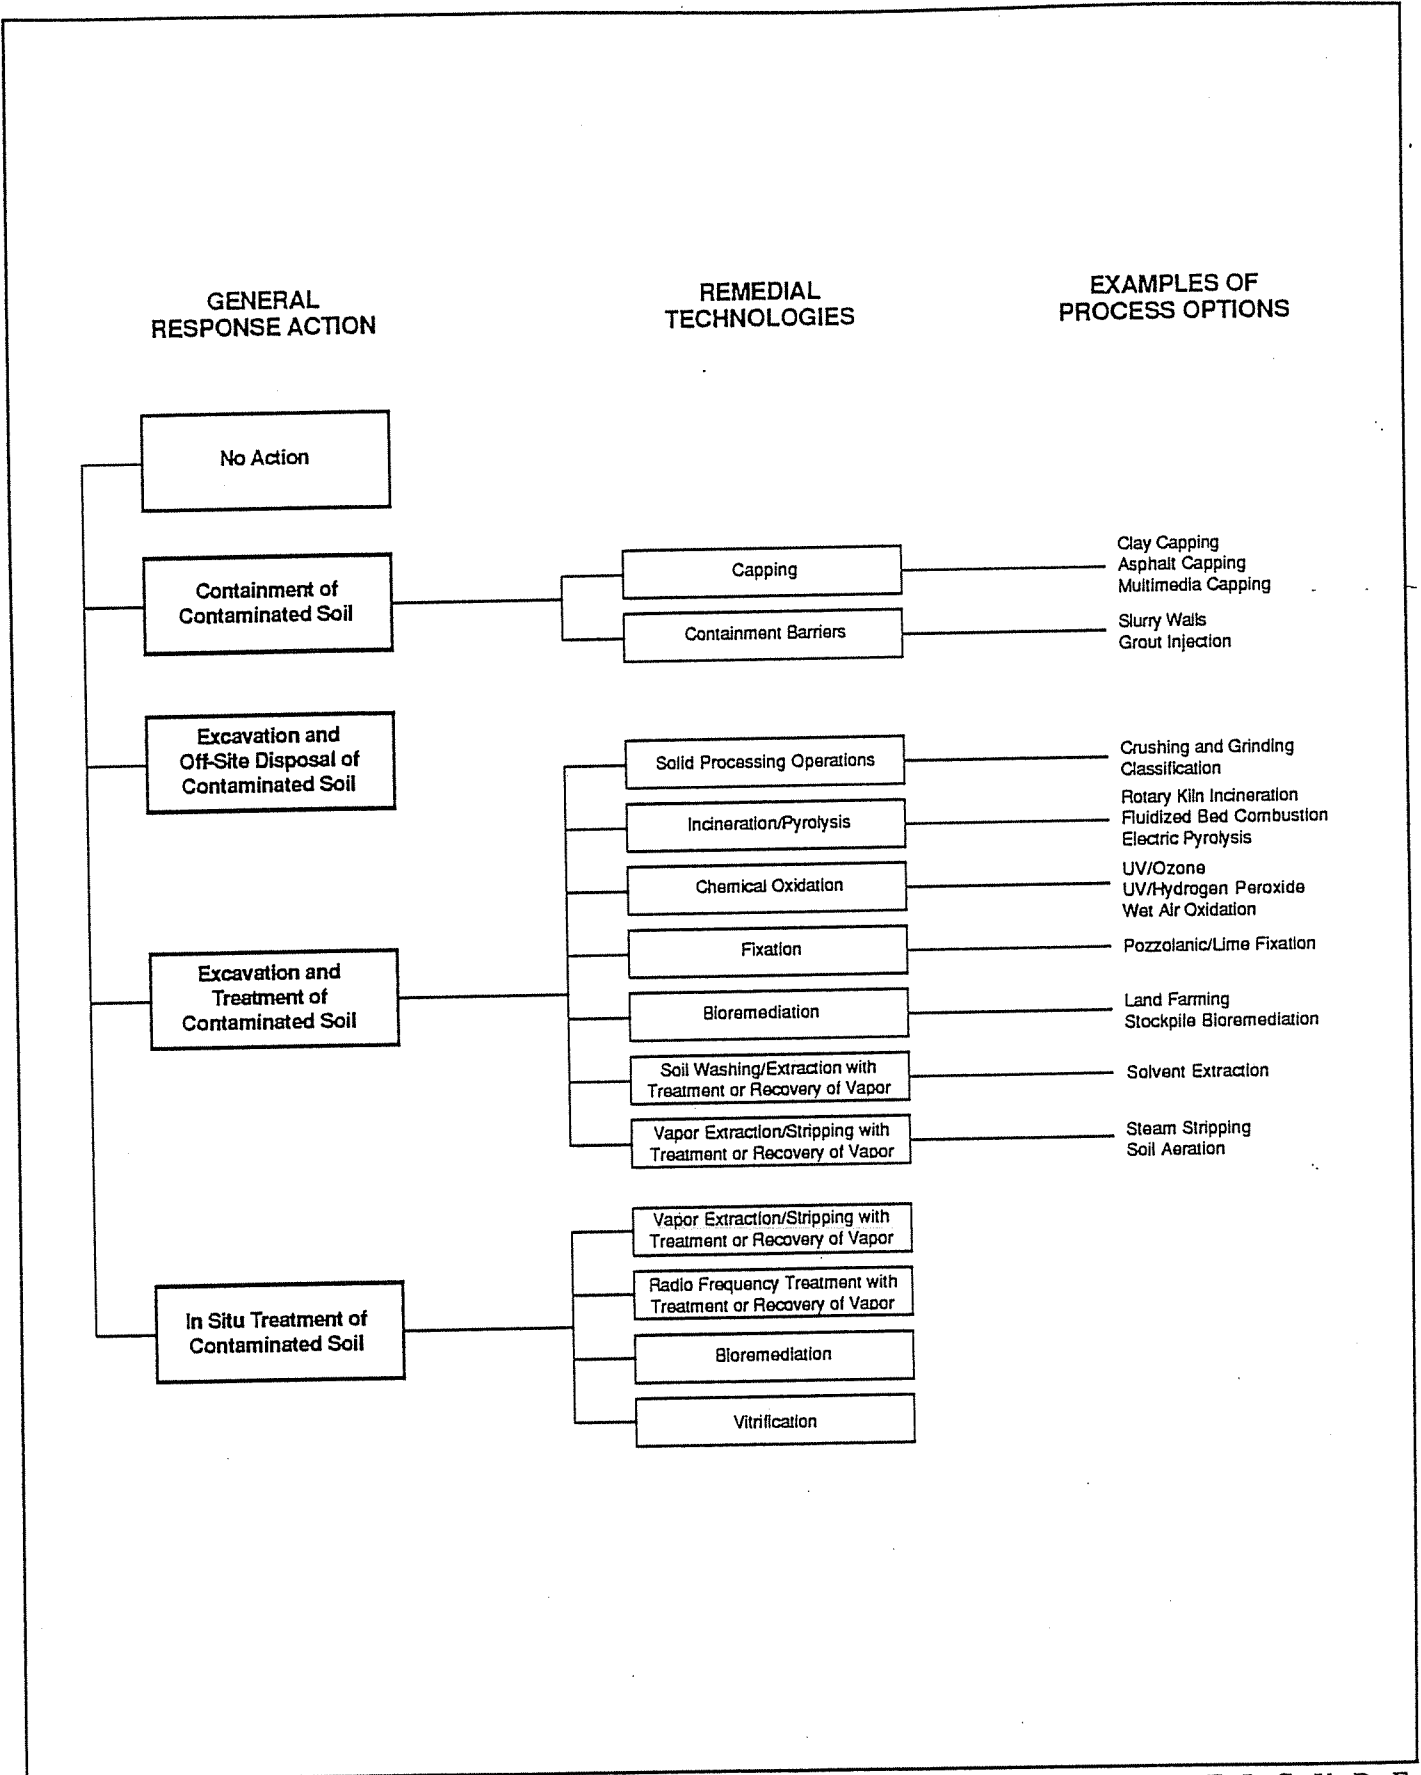 GENERAL
RESPONSE ACTION
REMEDIAL
TECHNOLOGIES
EXAMPLES OF
PROCESS OPTIONS
No Action
Containment of
Contaminated Soil
Capping
Clay Capping
Asphalt Capping
Multimedia Capping
Containment Barriers
Slurry Walls
Grout Injection
Excavation and
Off-Site Disposal of
Contaminated Soil
Excavation and
Treatment of
Contaminated Soil
Solid Processing Operations
Crushing and Grinding
Classification
Incineration/Pyrolysis
Rotary Kiln Incineration
Fluidized Bed Combustion
Electric Pyrolysis
Chemical Oxidation
UV/Ozone
UV/Hydrogen Peroxide
Wet Air Oxidation
Fixation
Pozzolanic/Lime Fixation
Bioremediation
Land Farming
Stockpile Bioremediation
Soil Washing/Extraction with
Treatment or Recovery of Vapor
Solvent Extraction
Vapor Extraction/Stripping with
Treatment or Recovery of Vapor
Steam Stripping
Soil Aeration
In Situ Treatment of
Contaminated Soil
Vapor Extraction/Stripping with
Treatment or Recovery of Vapor
Radio Frequency Treatment with
Treatment or Recovery of Vapor
Bioremediation
Vitrification